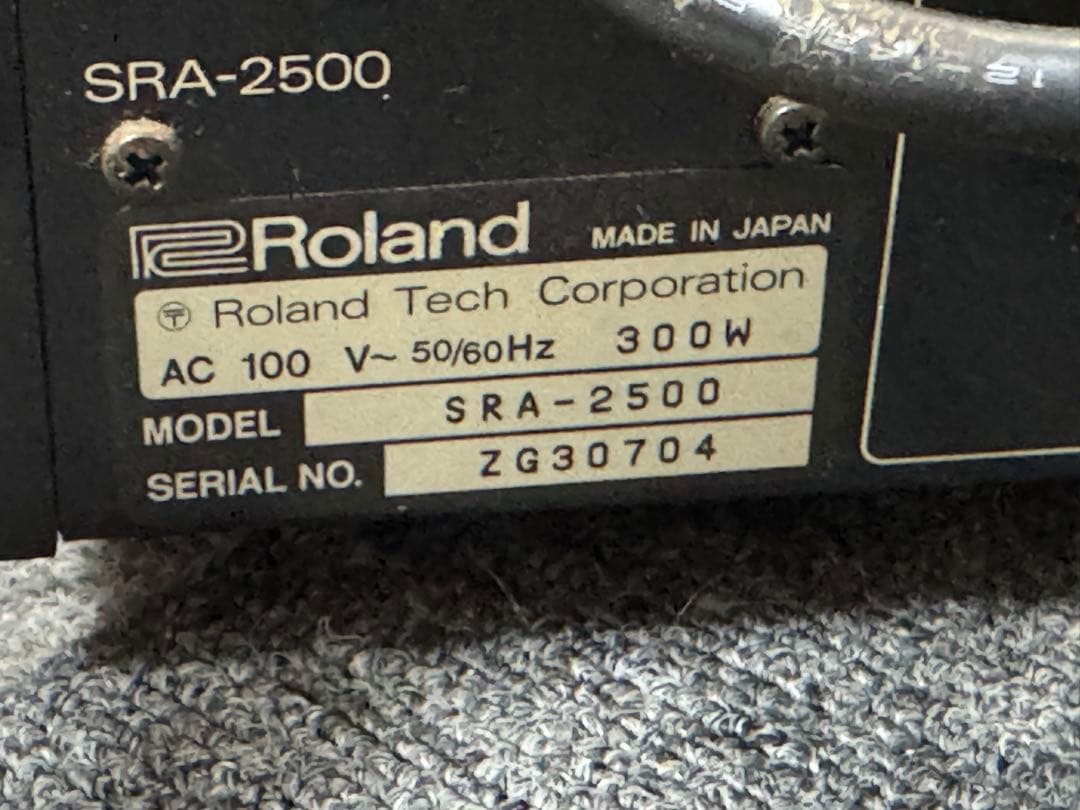 SRA-2500
Roland MADE IN JAPAN
〶 Roland Tech Corporation
AC 100 V~ 50/60Hz 300W
MODEL SRA-2500
SERIAL NO. ZG30704